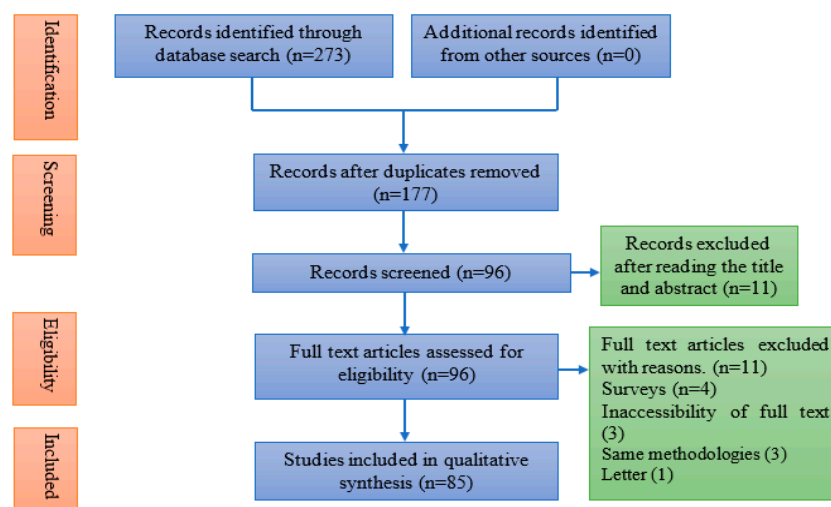 Identification
Records identified through
database search (n=273)
Additional records identified
from other sources (n=0)
Screening
Records after duplicates removed
(n=177)
Records screened (n=96)
Records excluded
after reading the title
and abstract (n=11)
Eligibility
Full text articles assessed for
eligibility (n=96)
Full text articles excluded
with reasons. (n=11)
Surveys (n=4)
Inaccessibility of full text
(3)
Same methodologies (3)
Letter (1)
Included
Studies included in qualitative
synthesis (n=85)